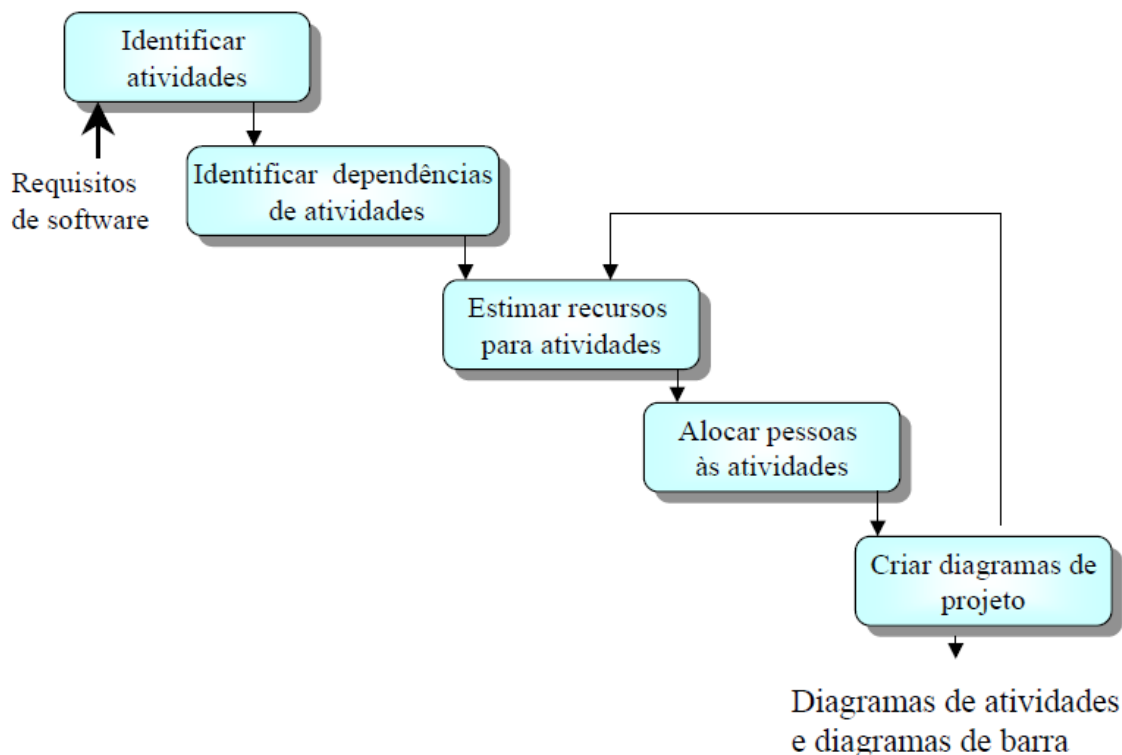 Identificar
atividades
Requisitos
de software
Identificar dependências
de atividades
Estimar recursos
para atividades
Alocar pessoas
às atividades
Criar diagramas de
projeto
Diagramas de atividades
e diagramas de barra